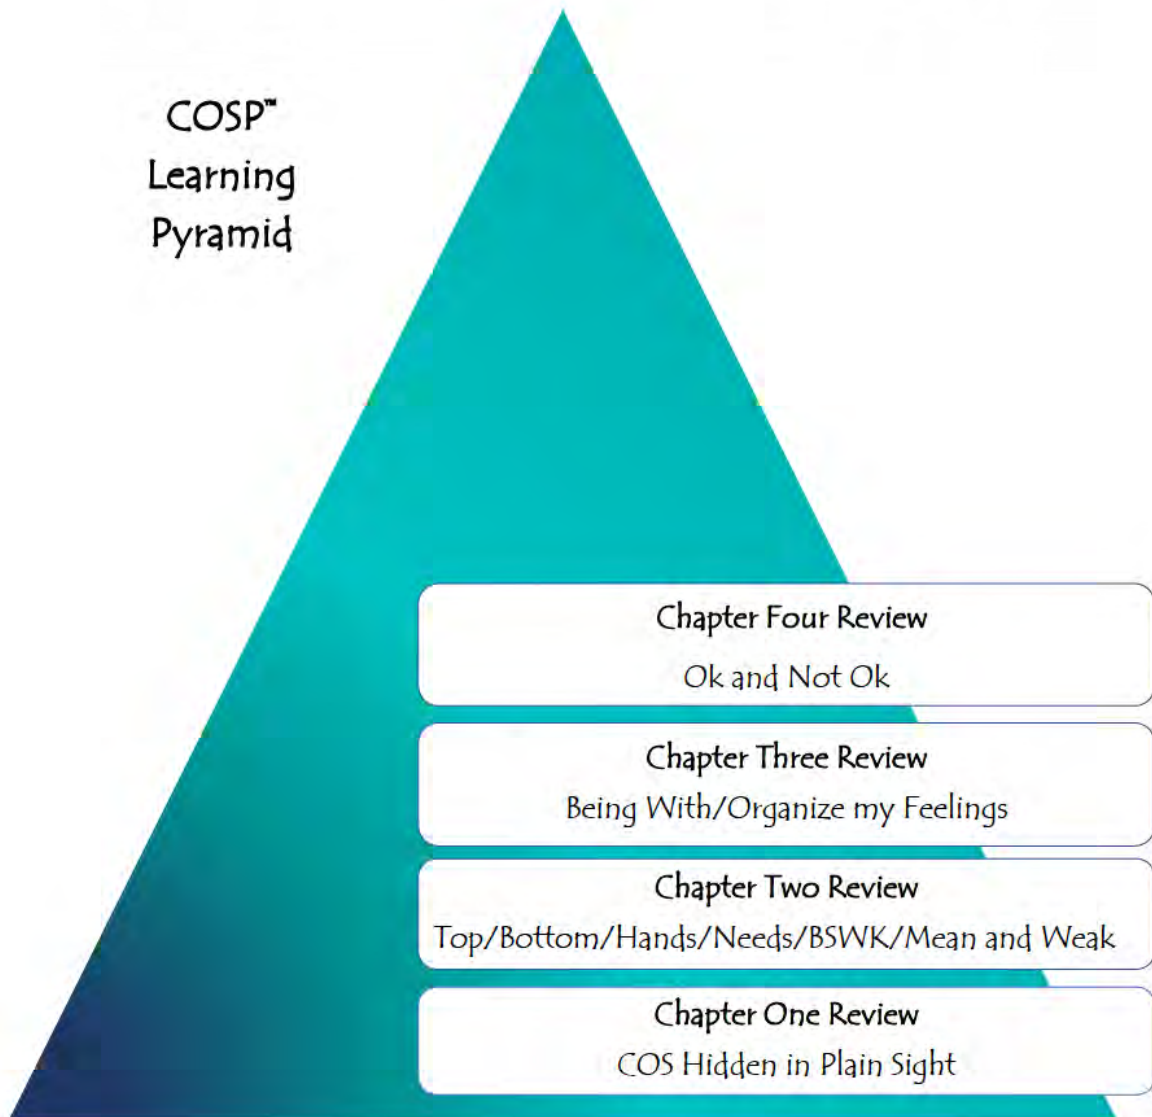 COSP™
Learning
Pyramid
Chapter Four Review
Ok and Not Ok
Chapter Three Review
Being With/Organize my Feelings
Chapter Two Review
Top/Bottom/Hands/Needs/BSWK/Mean and Weak
Chapter One Review
COS Hidden in Plain Sight